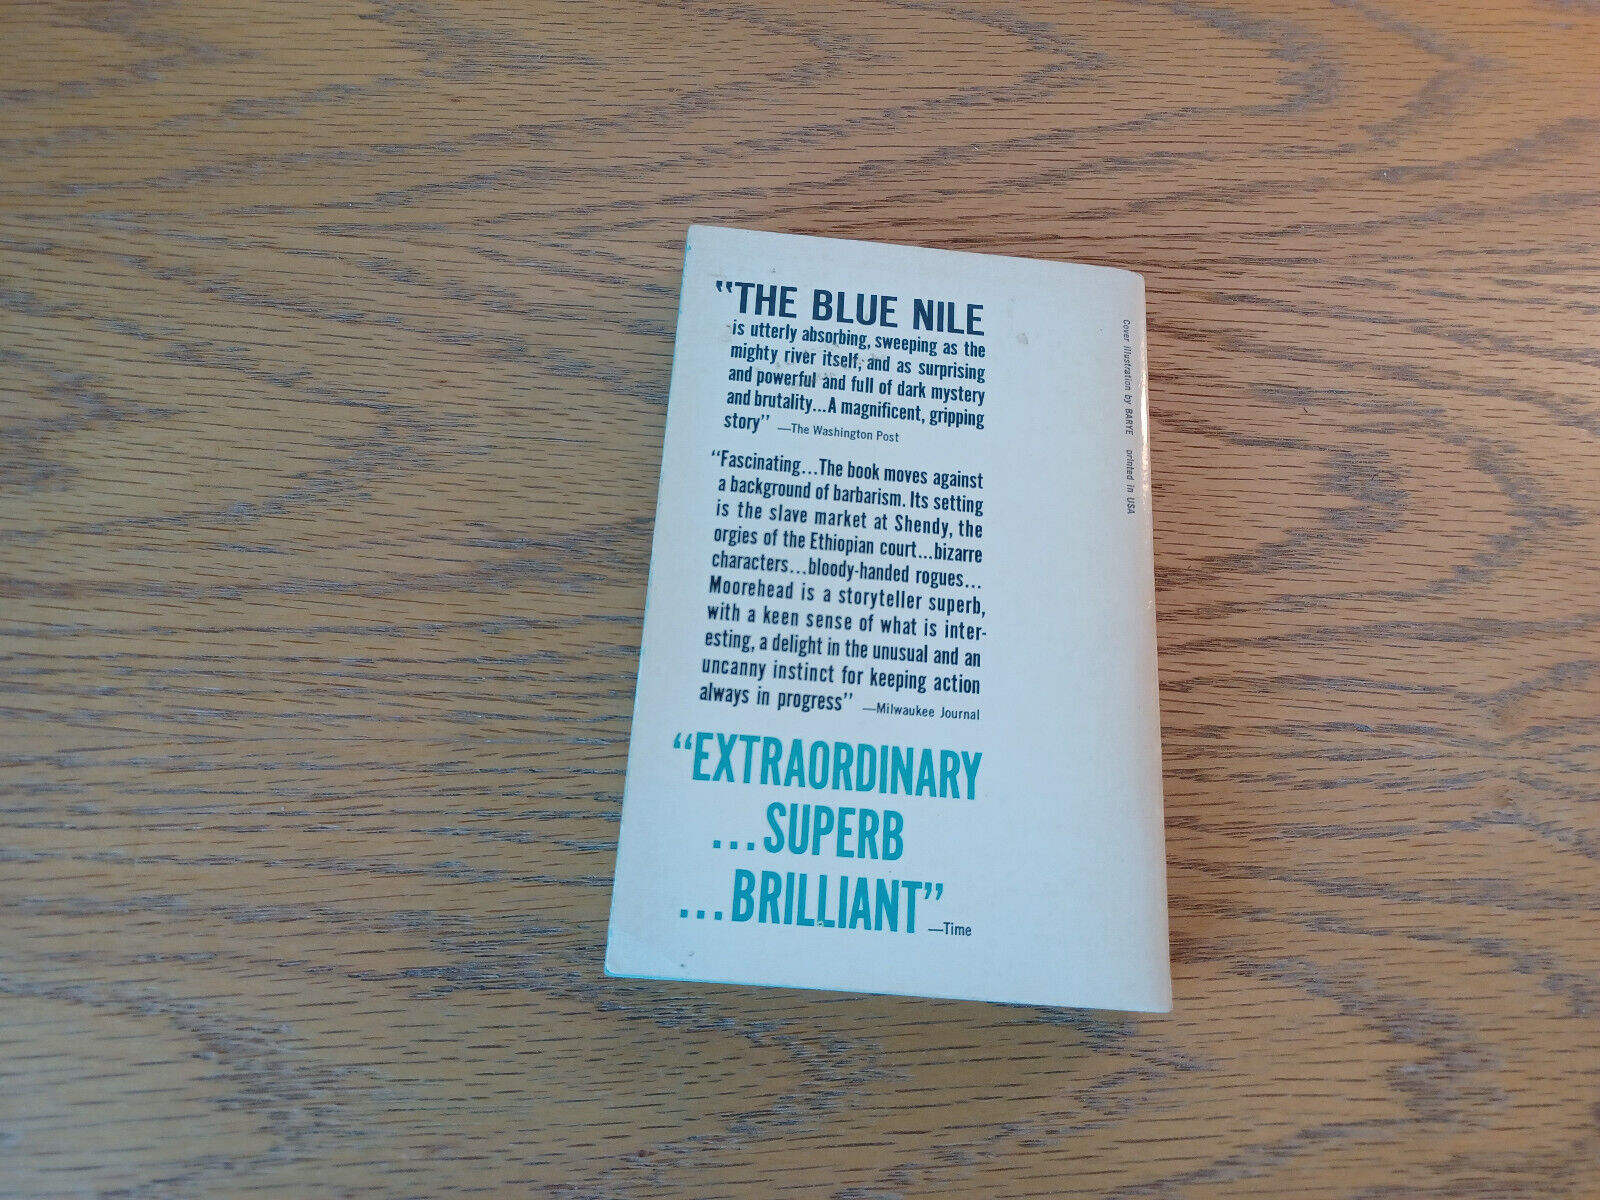 "THE BLUE NILE
is utterly absorbing, sweeping as the
mighty river itself, and as surprising
and powerful and full of dark mystery
and brutality...A magnificent, gripping
story" —The Washington Post
"Fascinating...The book moves against
a background of barbarism. Its setting
is the slave market at Shendy, the
orgies of the Ethiopian court...bizarre
characters...bloody-handed rogues...
Moorehead is a storyteller superb,
with a keen sense of what is inter-
esting, a delight in the unusual and an
uncanny instinct for keeping action
always in progress" —Milwaukee Journal
"EXTRAORDINARY
...SUPERB
...BRILLIANT" —Time
Cover illustration by BARYE printed in USA